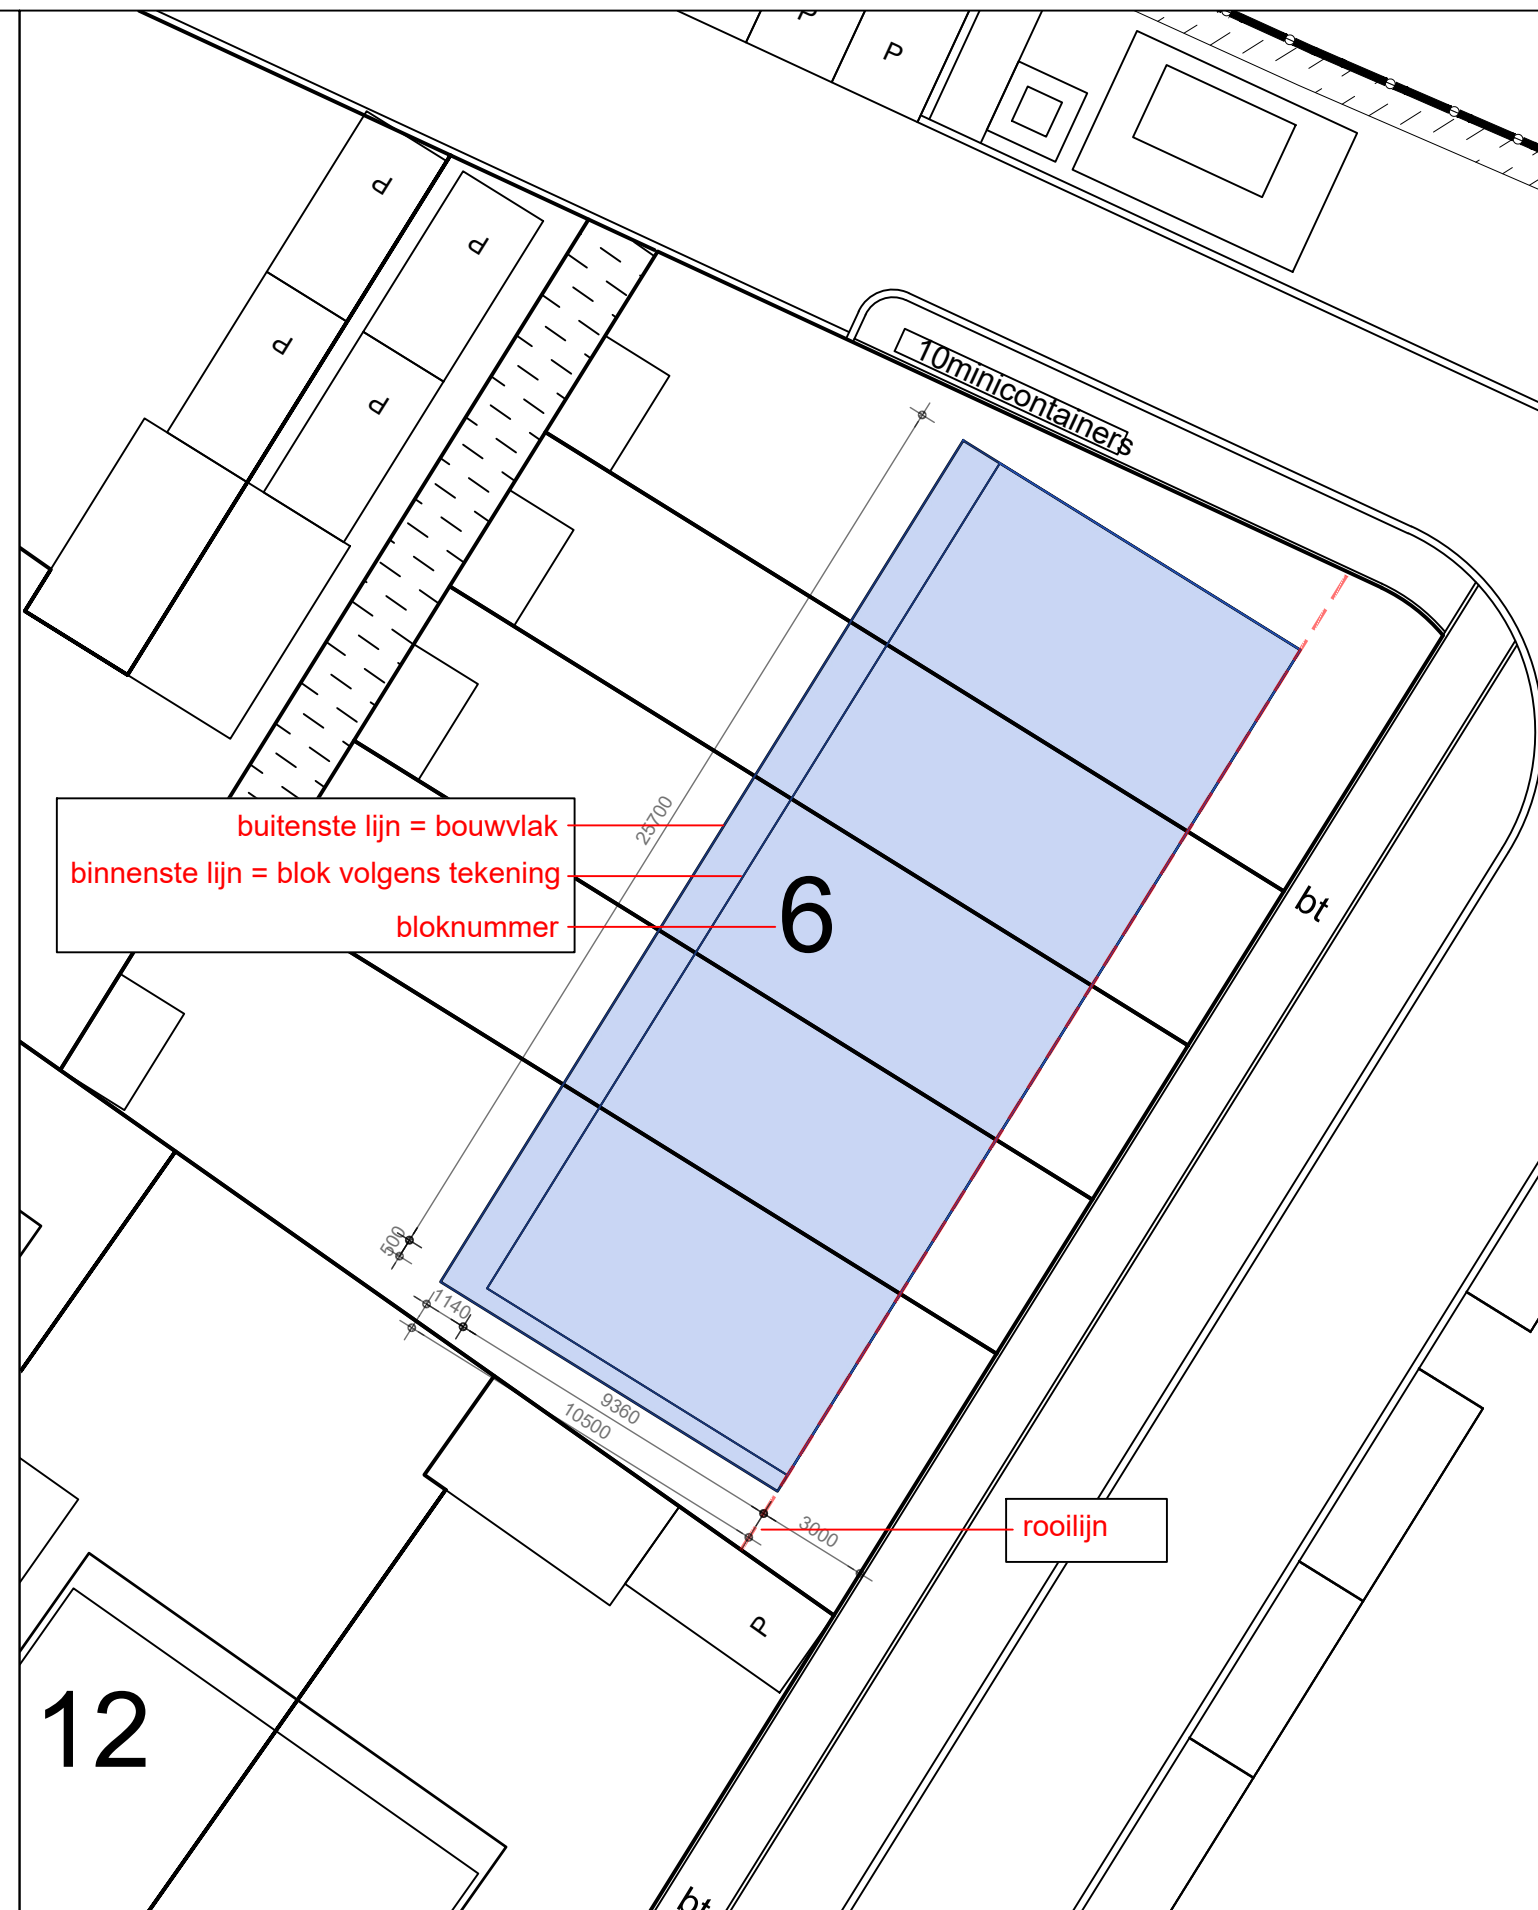 P
P
P
P
P
P
10minicontainers
25700
buitenste lijn = bouwvlak
binnenste lijn = blok volgens tekening
bloknummer
6
bt
500
1140
9360
10500
3000
rooilijn
P
12
bt